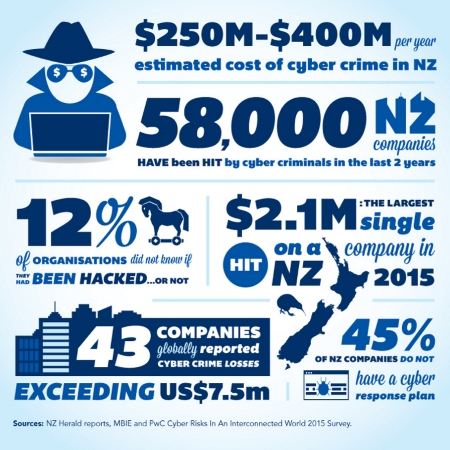 $250M-$400M per year
estimated cost of cyber crime in NZ
58,000 NZ
companies
HAVE been HIT by cyber criminals in the last 2 years
12%
of ORGANISATIONS did not know if
THEY HAD BEEN HACKED...OR NOT
$2.1M: THE LARGEST
single
HIT on a company in
NZ 2015
43 COMPANIES
globally reported
CYBER CRIME LOSSES
EXCEEDING US$7.5m
45%
OF NZ COMPANIES DO NOT
have a cyber
response plan
Sources: NZ Herald reports, MBIE and PwC Cyber Risks In An Interconnected World 2015 Survey.